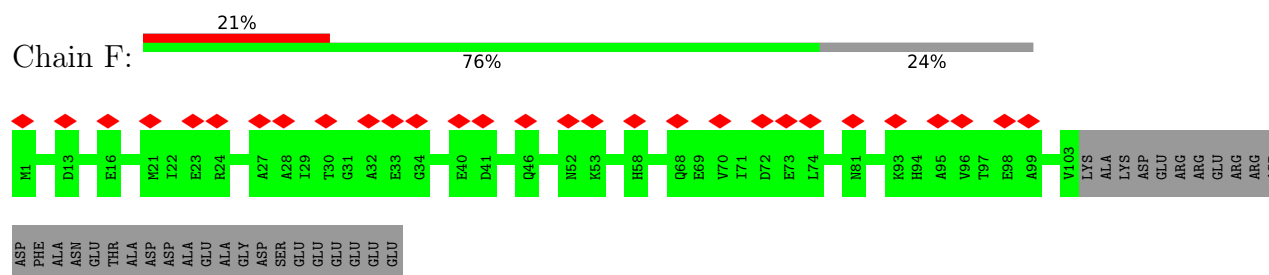 21%
Chain F:
76% 24%
M1 D13 E16 M21 I22 E23 R24 A27 A28 I29 T30 G31 A32 E33 G34 E40 D41 Q46 N52 K53 H58 Q68 E69 V70 I71 D72 E73 L74 N81 K93 H94 A95 V96 T97 E98 A99 V103 LYS ALA LYS ASP GLU ARG ARG GLU ARG ARG
ASP PHE ALA ASN GLU THR ALA ASP ASP ALA GLU ALA GLY ASP SER GLU GLU GLU GLU GLU GLU